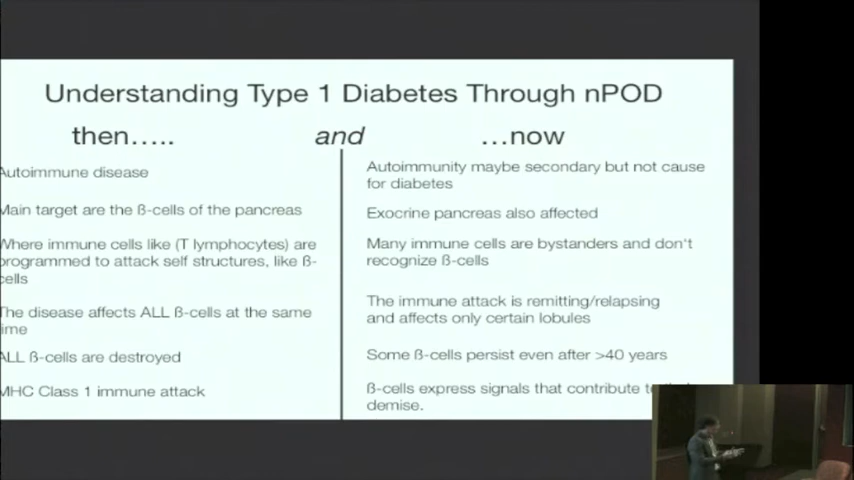 Understanding Type 1 Diabetes Through nPOD
then….. and …now
Autoimmune disease
Main target are the ß-cells of the pancreas
Where immune cells like (T lymphocytes) are
programmed to attack self structures, like ß-
cells
The disease affects ALL ß-cells at the same
time
ALL ß-cells are destroyed
MHC Class 1 immune attack
Autoimmunity maybe secondary but not cause
for diabetes
Exocrine pancreas also affected
Many immune cells are bystanders and don't
recognize ß-cells
The immune attack is remitting/relapsing
and affects only certain lobules
Some ß-cells persist even after >40 years
ß-cells express signals that contribute
demise.